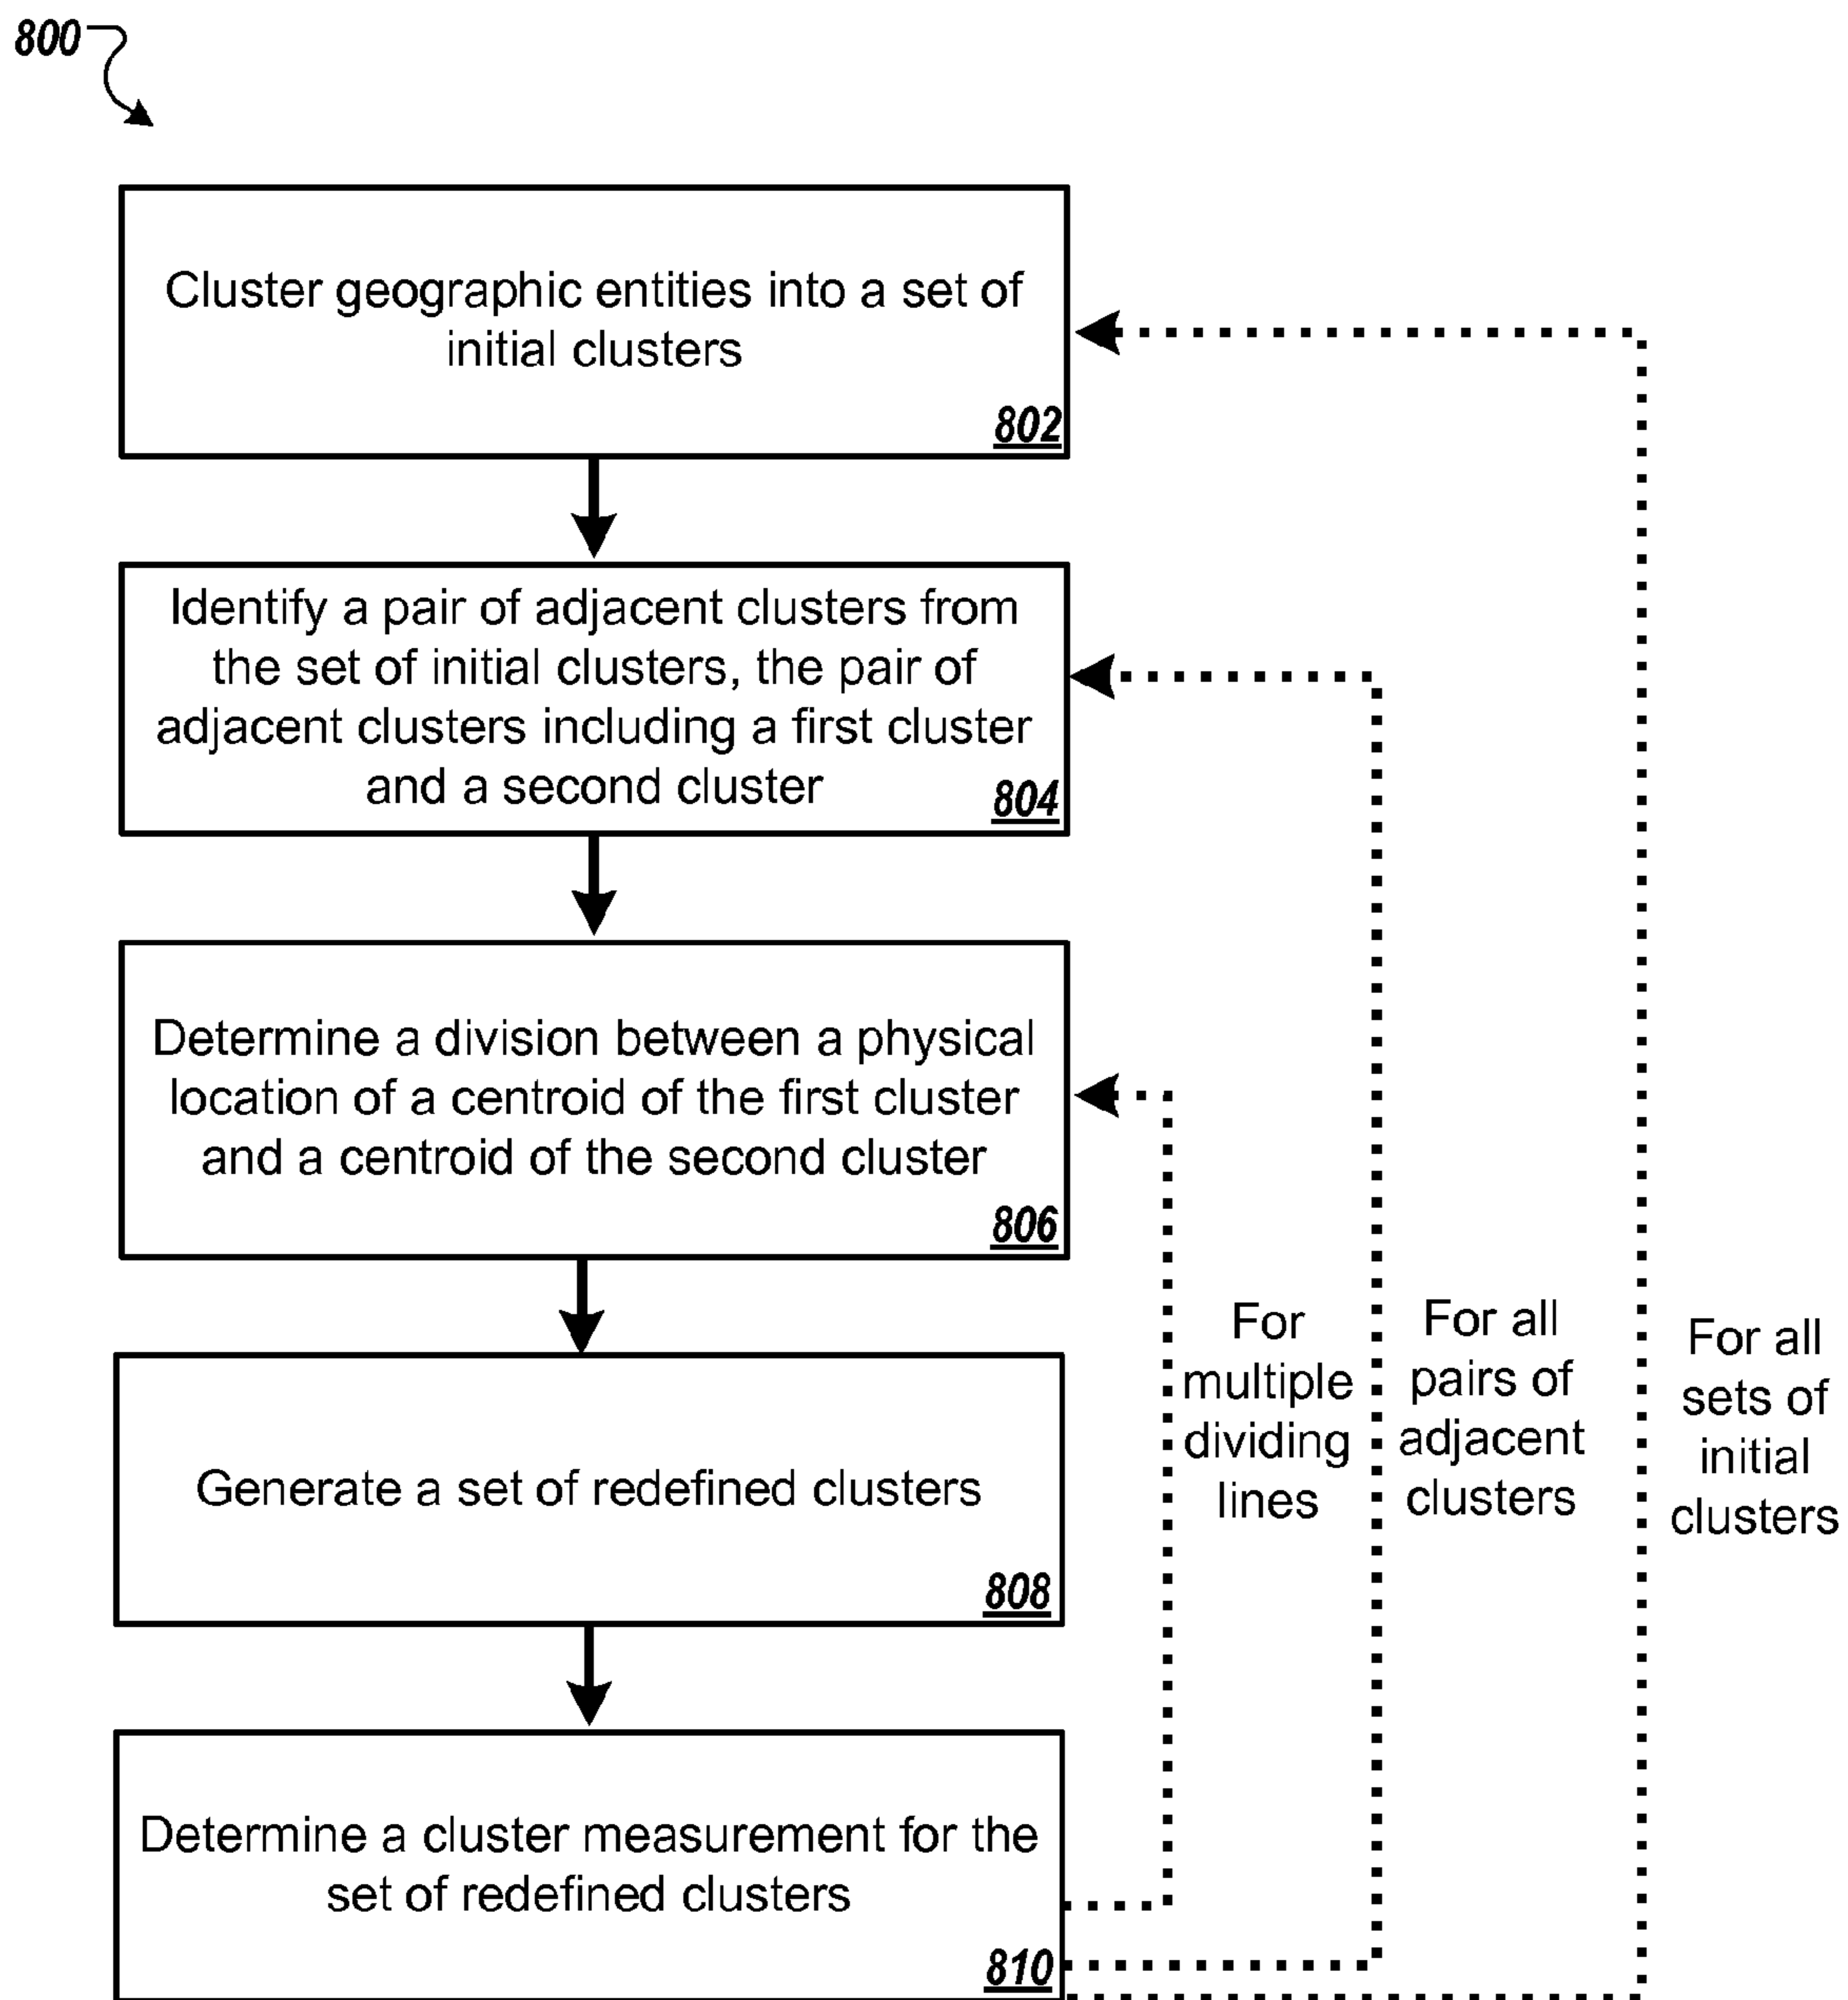 800
Cluster geographic entities into a set of
initial clusters
802
Identify a pair of adjacent clusters from
the set of initial clusters, the pair of
adjacent clusters including a first cluster
and a second cluster
804
Determine a division between a physical
location of a centroid of the first cluster
and a centroid of the second cluster
806
Generate a set of redefined clusters
808
Determine a cluster measurement for the
set of redefined clusters
810
For
multiple
dividing
lines
For all
pairs of
adjacent
clusters
For all
sets of
initial
clusters